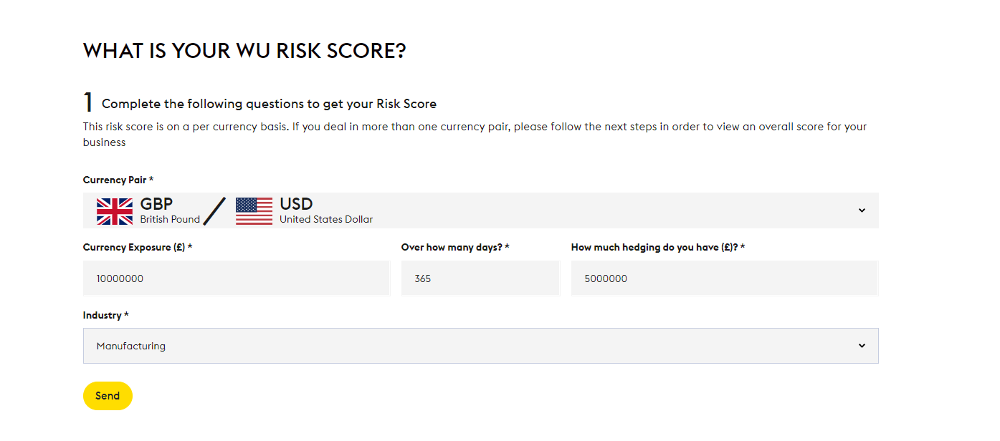 WHAT IS YOUR WU RISK SCORE?
1 Complete the following questions to get your Risk Score
This risk score is on a per currency basis. If you deal in more than one currency pair, please follow the next steps in order to view an overall score for your
business
Currency Pair *
GBP USD
British Pound United States Dollar
Currency Exposure (£) * Over how many days? * How much hedging do you have (£)? *
10000000 365 5000000
Industry *
Manufacturing
Send